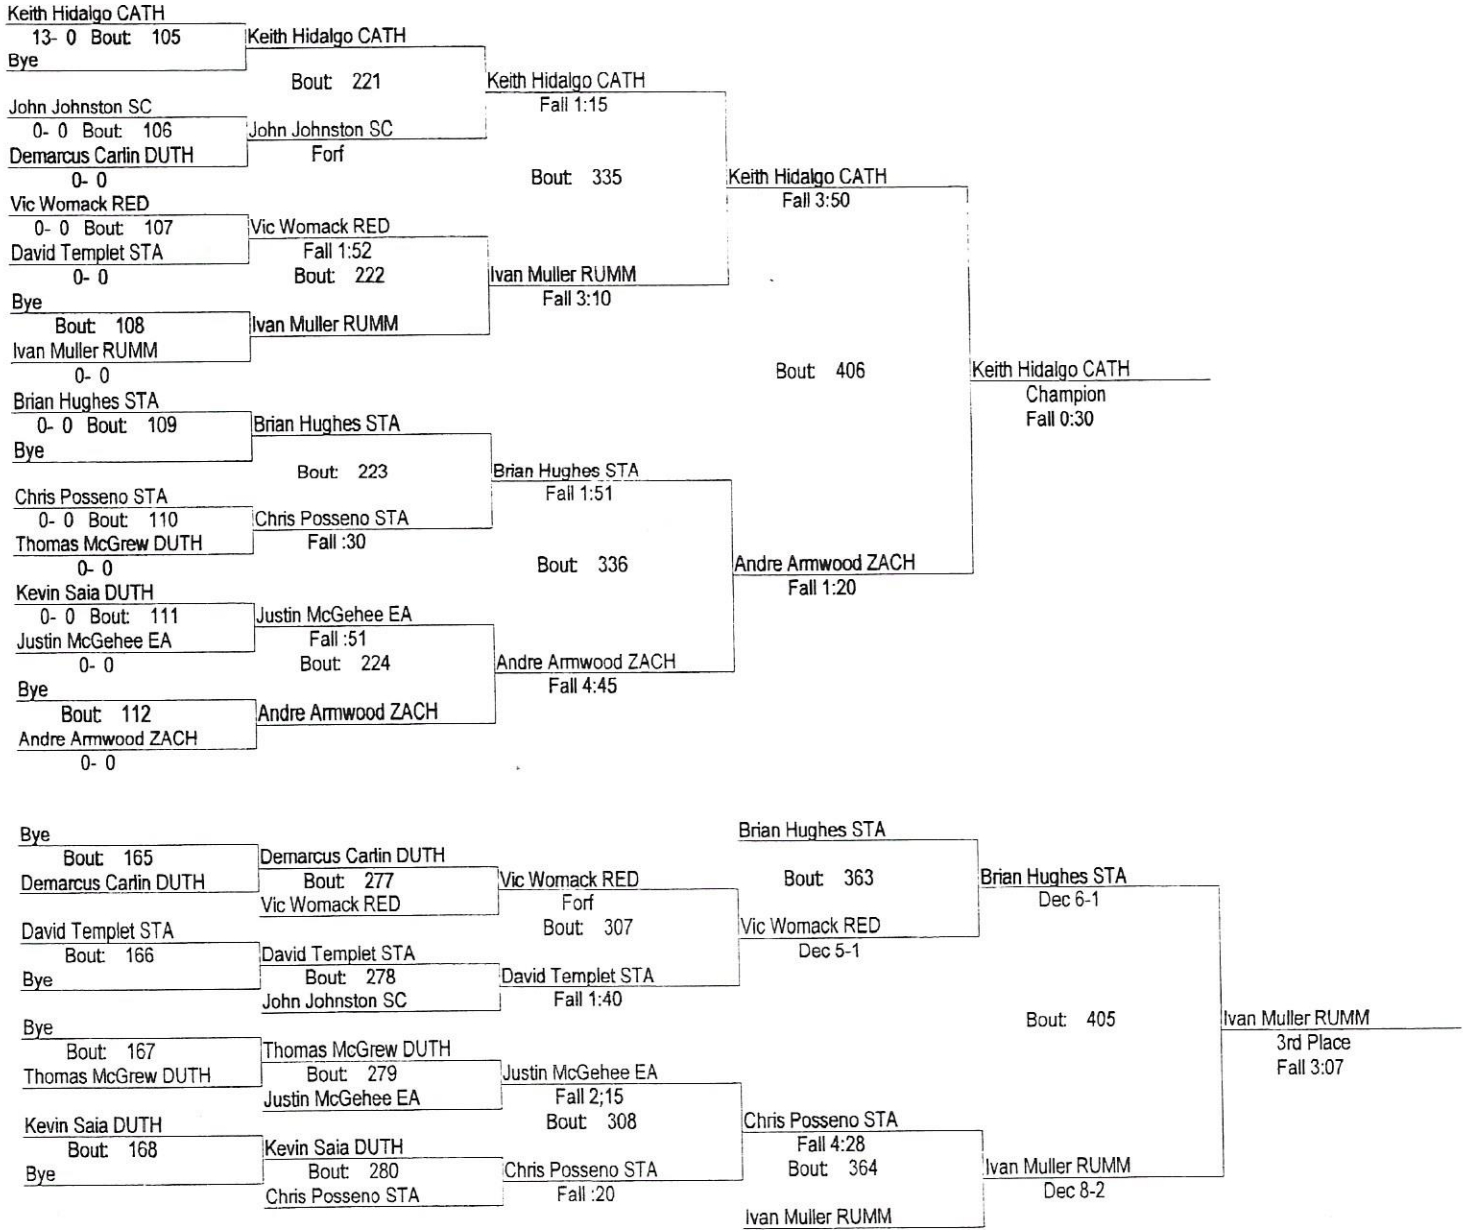 Keith Hidalgo CATH
13- 0 Bout: 105
Bye
Keith Hidalgo CATH
Bout: 221
John Johnston SC
0- 0 Bout: 106
Demarcus Carlin DUTH
0- 0
John Johnston SC
Forf
Keith Hidalgo CATH
Fall 1:15
Bout: 335
Vic Womack RED
0- 0 Bout: 107
David Templet STA
0- 0
Vic Womack RED
Fall 1:52
Bout: 222
Bye
Bout: 108
Ivan Muller RUMM
0- 0
Ivan Muller RUMM
Ivan Muller RUMM
Fall 3:10
Keith Hidalgo CATH
Fall 3:50
Bout: 406
Brian Hughes STA
0- 0 Bout: 109
Bye
Brian Hughes STA
Bout: 223
Chris Posseno STA
0- 0 Bout: 110
Thomas McGrew DUTH
0- 0
Chris Posseno STA
Fall :30
Brian Hughes STA
Fall 1:51
Bout: 336
Kevin Saia DUTH
0- 0 Bout: 111
Justin McGehee EA
0- 0
Justin McGehee EA
Fall :51
Bout: 224
Bye
Bout: 112
Andre Armwood ZACH
0- 0
Andre Armwood ZACH
Andre Armwood ZACH
Fall 4:45
Andre Armwood ZACH
Fall 1:20
Keith Hidalgo CATH
Champion
Fall 0:30
Bye
Bout: 165
Demarcus Carlin DUTH
Demarcus Carlin DUTH
Bout: 277
Vic Womack RED
Vic Womack RED
Forf
Bout: 307
David Templet STA
Bout: 166
Bye
David Templet STA
Bout: 278
John Johnston SC
David Templet STA
Fall 1:40
Brian Hughes STA
Bout: 363
Vic Womack RED
Dec 5-1
Brian Hughes STA
Dec 6-1
Bout: 405
Bye
Bout: 167
Thomas McGrew DUTH
Thomas McGrew DUTH
Bout: 279
Justin McGehee EA
Justin McGehee EA
Fall 2;15
Bout: 308
Kevin Saia DUTH
Bout: 168
Bye
Kevin Saia DUTH
Bout: 280
Chris Posseno STA
Chris Posseno STA
Fall :20
Chris Posseno STA
Fall 4:28
Bout: 364
Ivan Muller RUMM
Ivan Muller RUMM
Dec 8-2
Ivan Muller RUMM
3rd Place
Fall 3:07